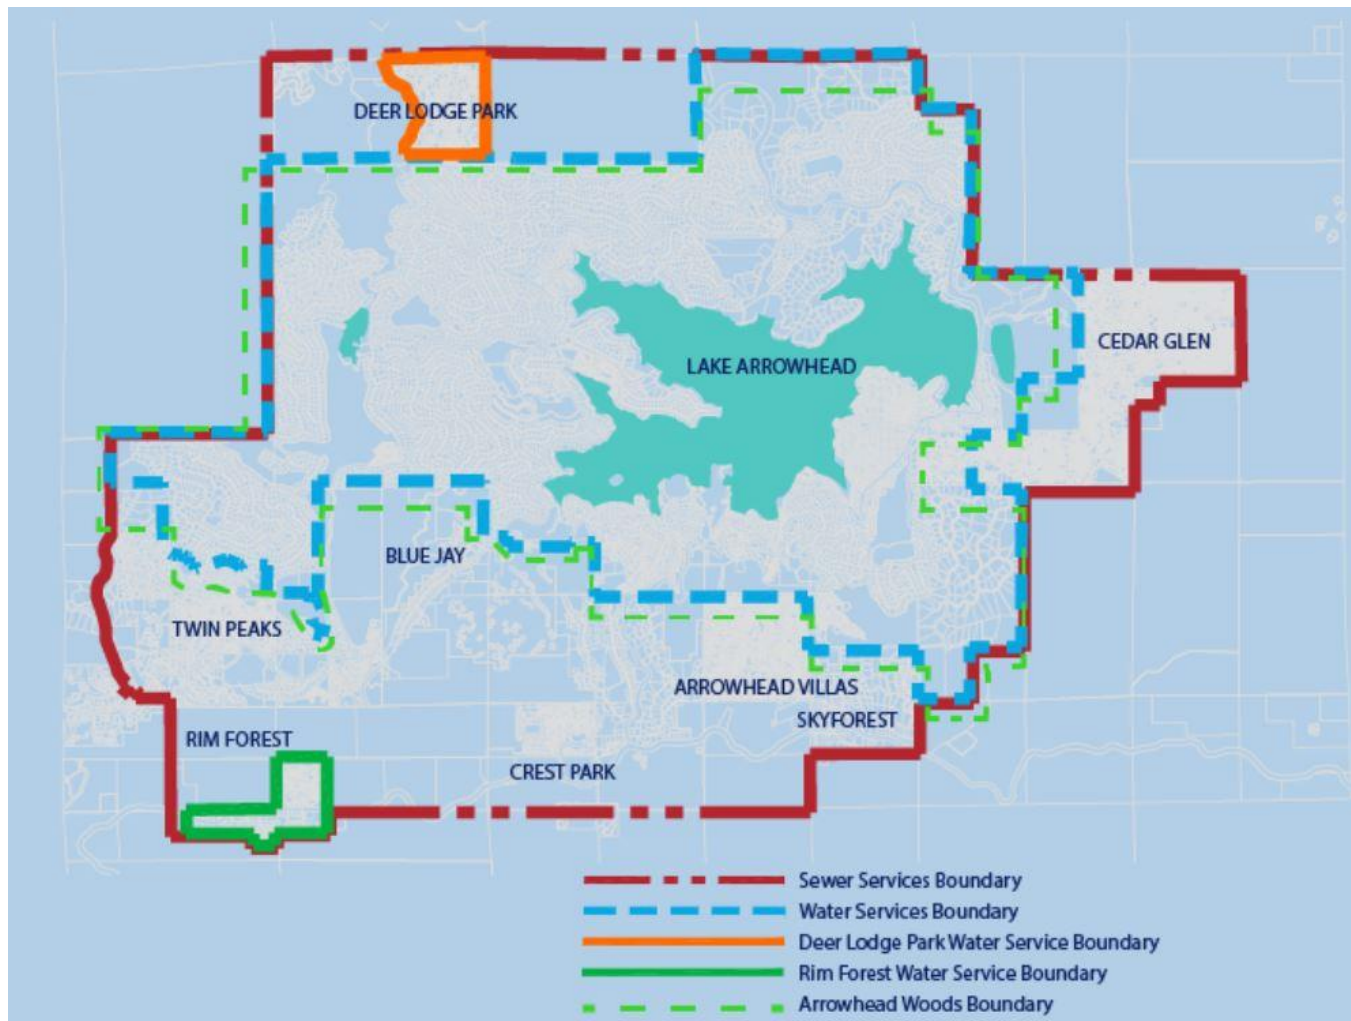 DEER LODGE PARK
CEDAR GLEN
LAKE ARROWHEAD
BLUE JAY
TWIN PEAKS
ARROWHEAD VILLAS
SKYFOREST
RIM FOREST
CREST PARK
Sewer Services Boundary
Water Services Boundary
Deer Lodge Park Water Service Boundary
Rim Forest Water Service Boundary
Arrowhead Woods Boundary